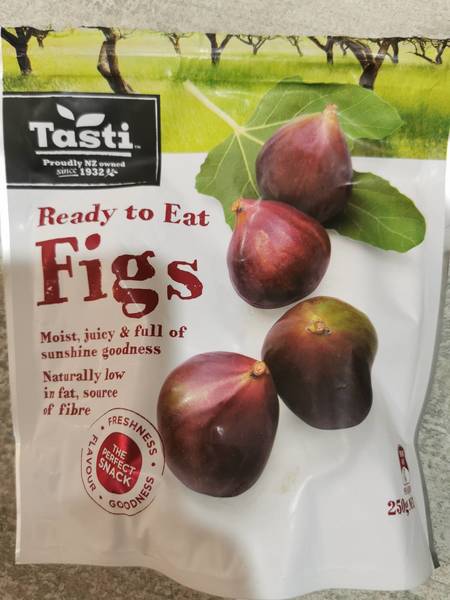 Tasti
Proudly NZ owned
since 1932
Ready to Eat
Figs
Moist, juicy & full of
sunshine goodness
Naturally low
in fat, source
of fibre
• FRESHNESS •
FLAVOUR • GOODNESS
THE
PERFECT
SNACK
250g